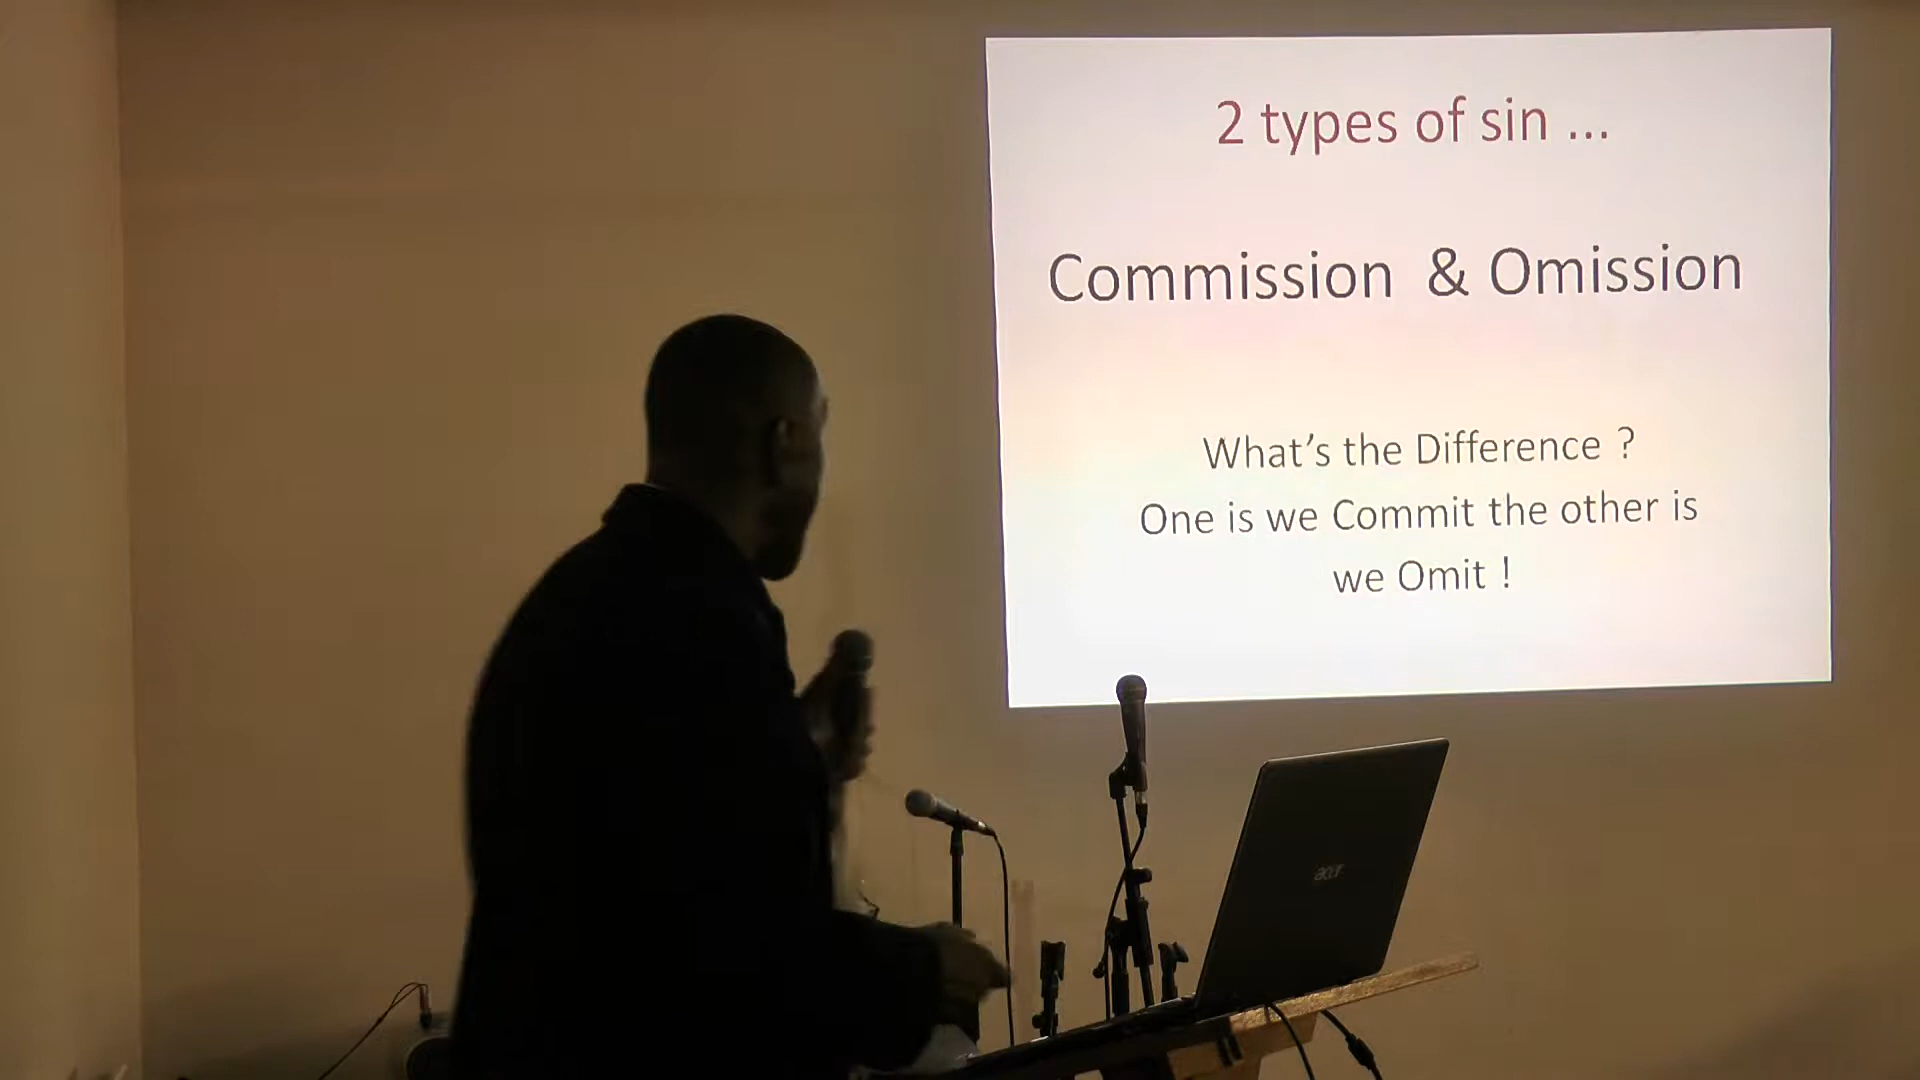 2 types of sin ...
Commission & Omission
What's the Difference ?
One is we Commit the other is
we Omit !
acer